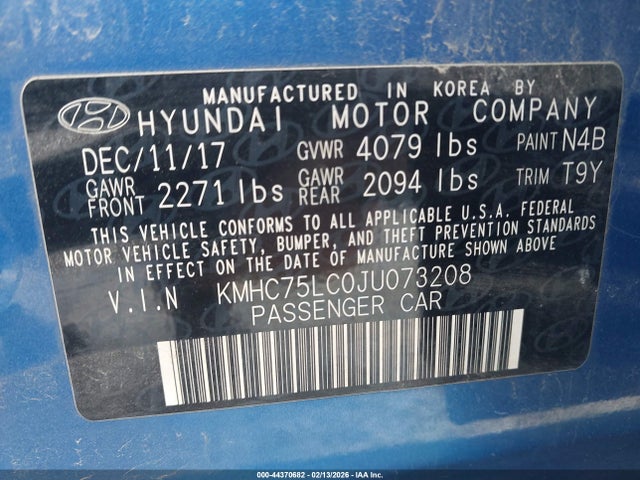 MANUFACTURED IN KOREA BY
HYUNDAI MOTOR COMPANY
DEC/11/17 GVWR 4079 lbs PAINT N4B
GAWR FRONT 2271 lbs GAWR REAR 2094 lbs TRIM T9Y
THIS VEHICLE CONFORMS TO ALL APPLICABLE U.S.A. FEDERAL
MOTOR VEHICLE SAFETY, BUMPER, AND THEFT PREVENTION STANDARDS
IN EFFECT ON THE DATE OF MANUFACTURE SHOWN ABOVE
V.I.N KMHC75LC0JU073208
PASSENGER CAR
000-44370682 - 02/13/2026 - IAA Inc.